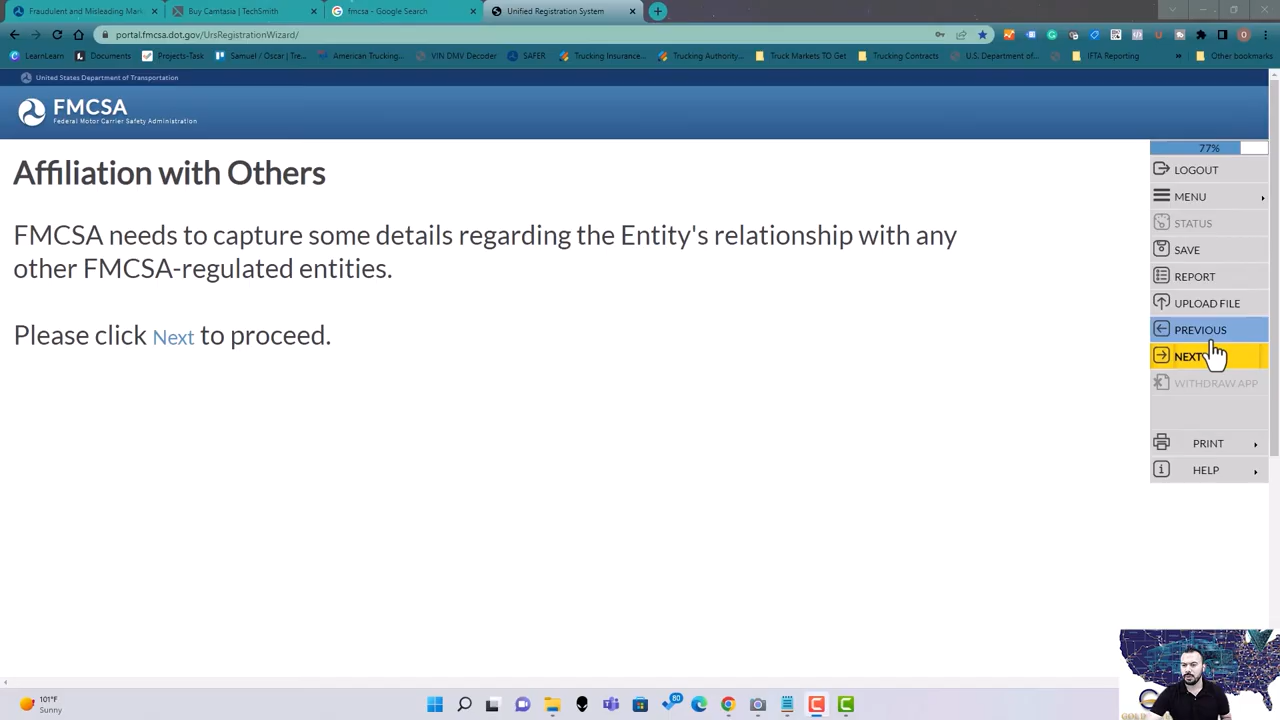 Fraudulent and Misleading Mark
Buy Camtasia | TechSmith
fmcsa - Google Search
Unified Registration System
portal.fmcsa.dot.gov/UrsRegistrationWizard/
LearnLearn
Documents
Projects-Task
Samuel / Oscar | Tre...
American Trucking...
VIN DMV Decoder
SAFER
Trucking Insurance...
Trucking Authority...
Truck Markets TO Get
Trucking Contracts
U.S. Department of...
IFTA Reporting
Other bookmarks
United States Department of Transportation
FMCSA
Federal Motor Carrier Safety Administration
Affiliation with Others
FMCSA needs to capture some details regarding the Entity's relationship with any
other FMCSA-regulated entities.
Please click Next to proceed.
77%
LOGOUT
MENU
STATUS
SAVE
REPORT
UPLOAD FILE
PREVIOUS
NEXT
WITHDRAW APP
PRINT
HELP
101°F
Sunny
80